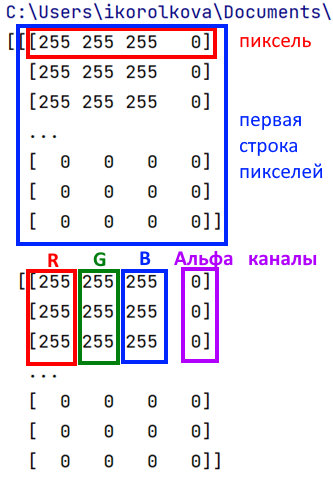 C:\Users\ikorolkova\Documents\
[[[255 255 255   0] пиксель
  [255 255 255   0]
  [255 255 255   0] первая
  ... строка
  [  0   0   0   0] пикселей
  [  0   0   0   0]
  [  0   0   0   0]]
R G B Альфа каналы
 [[255 255 255   0]
  [255 255 255   0]
  [255 255 255   0]
  ...
  [  0   0   0   0]
  [  0   0   0   0]
  [  0   0   0   0]]